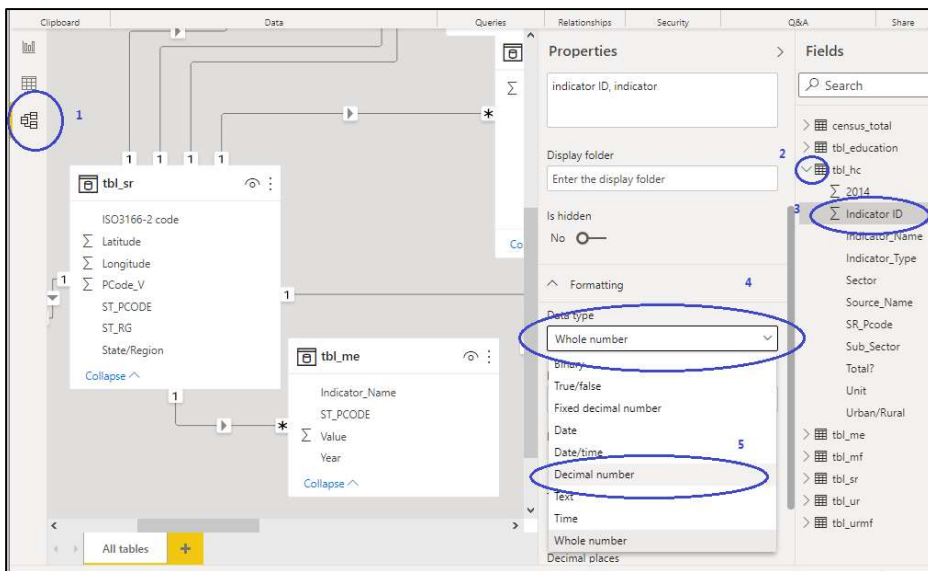 Clipboard
Data
Queries
Relationships
Security
Q&A
Share
1
1
1
1
1
tbl_sr
ISO3166-2 code
Σ Latitude
Σ Longitude
Σ PCode_V
ST_PCODE
ST_RG
State/Region
Collapse
1
1
1
*
Σ
Co
tbl_me
Indicator_Name
ST_PCODE
Σ Value
Year
Collapse
*
All tables
+
Properties
indicator ID, indicator
Display folder
Enter the display folder
Is hidden
No
Formatting
4
Data type
Whole number
Binary
True/false
Fixed decimal number
Date
Date/time
5
Decimal number
Text
Time
Whole number
Decimal places
Fields
Search
census_total
tbl_education
2
tbl_hc
Σ 2014
3
Σ Indicator ID
Indicator_Name
Indicator_Type
Sector
Source_Name
SR_Pcode
Sub_Sector
Total?
Unit
Urban/Rural
tbl_me
tbl_mf
tbl_sr
tbl_ur
tbl_urmf